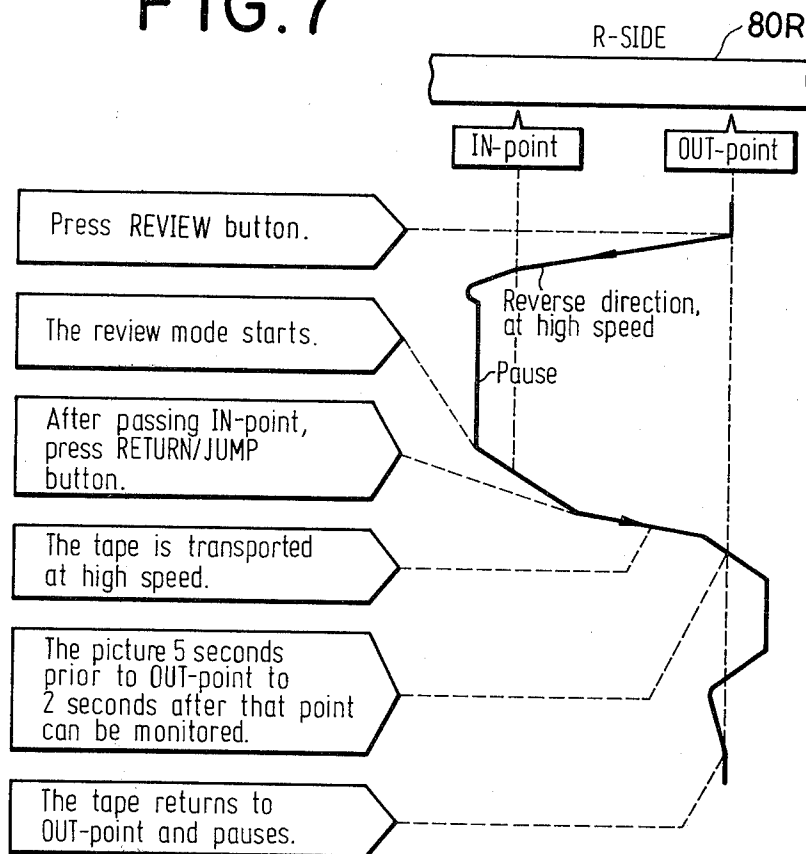 FIG. 7
R-SIDE
80R
IN-point
OUT-point
Press REVIEW button.
Reverse direction,
at high speed
The review mode starts.
Pause
After passing IN-point,
press RETURN/JUMP
button.
The tape is transported
at high speed.
The picture 5 seconds
prior to OUT-point to
2 seconds after that point
can be monitored.
The tape returns to
OUT-point and pauses.